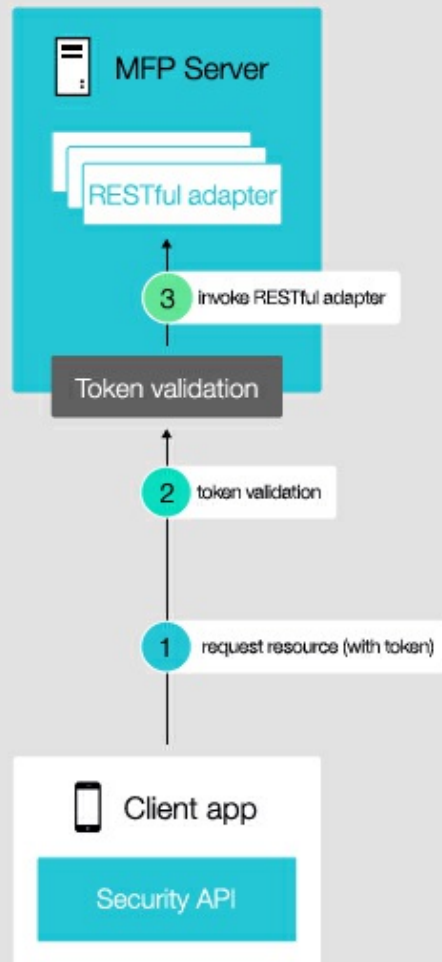 MFP Server
RESTful adapter
3 invoke RESTful adapter
Token validation
2 token validation
1 request resource (with token)
Client app
Security API